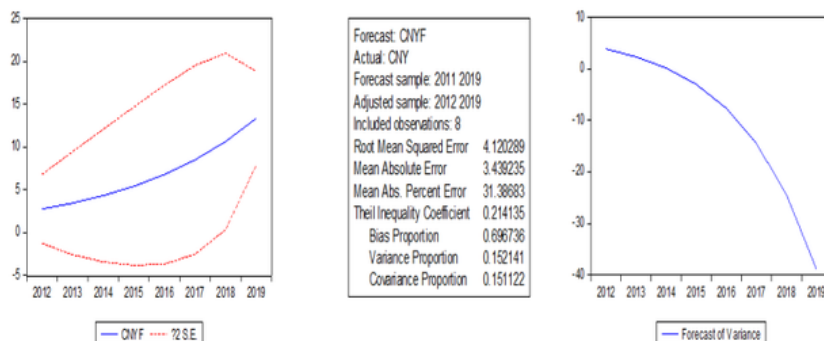 25
20
15
10
5
0
-5
2012 2013 2014 2015 2016 2017 2018 2019
CNYF ?2 S.E.
Forecast: CNYF
Actual: CNY
Forecast sample: 2011 2019
Adjusted sample: 2012 2019
Included observations: 8
Root Mean Squared Error 4.120289
Mean Absolute Error 3.439235
Mean Abs. Percent Error 31.38683
Theil Inequality Coefficient 0.214135
Bias Proportion 0.696736
Variance Proportion 0.152141
Covariance Proportion 0.151122
10
0
-10
-20
-30
-40
2012 2013 2014 2015 2016 2017 2018 2019
Forecast of Variance